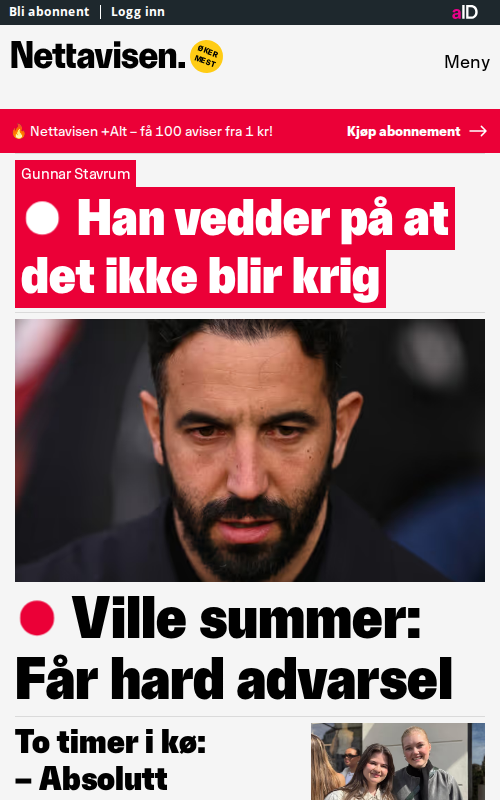 Bli abonnent | Logg inn
aID
Nettavisen.
ØKER
MEST
Meny
🔥 Nettavisen +Alt – få 100 aviser fra 1 kr!
Kjøp abonnement →
Gunnar Stavrum
Han vedder på at
det ikke blir krig
Ville summer:
Får hard advarsel
To timer i kø:
– Absolutt